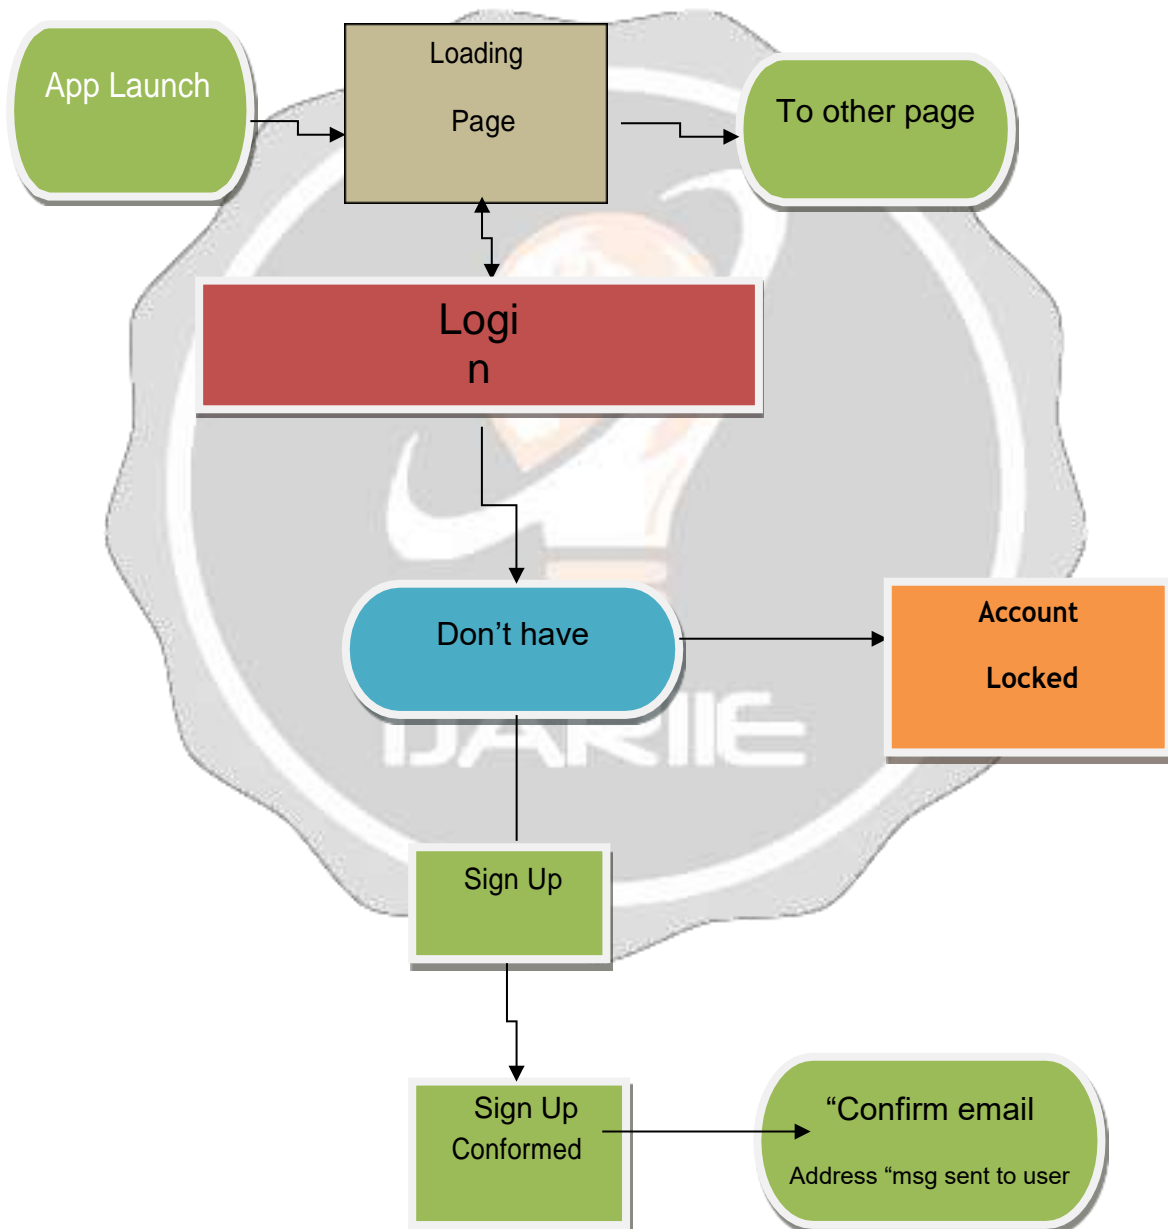 App Launch
Loading
Page
To other page
Logi
n
Don’t have
Account
Locked
IJARIIE
Sign Up
Sign Up
Conformed
“Confirm email
Address “msg sent to user